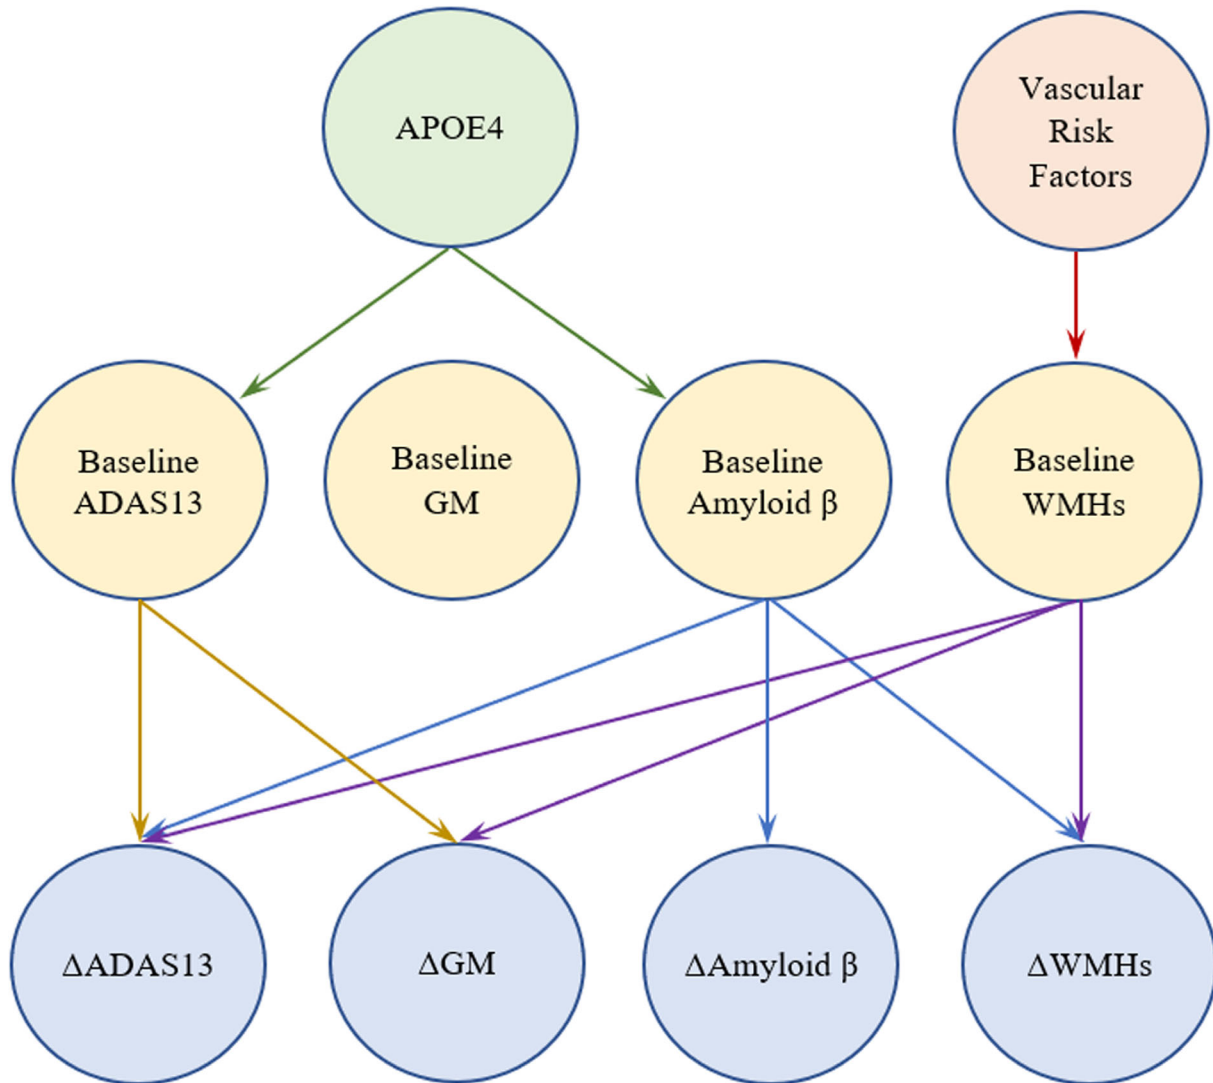 APOE4
Vascular
Risk
Factors
Baseline
ADAS13
Baseline
GM
Baseline
Amyloid β
Baseline
WMHs
ΔADAS13
ΔGM
ΔAmyloid β
ΔWMHs